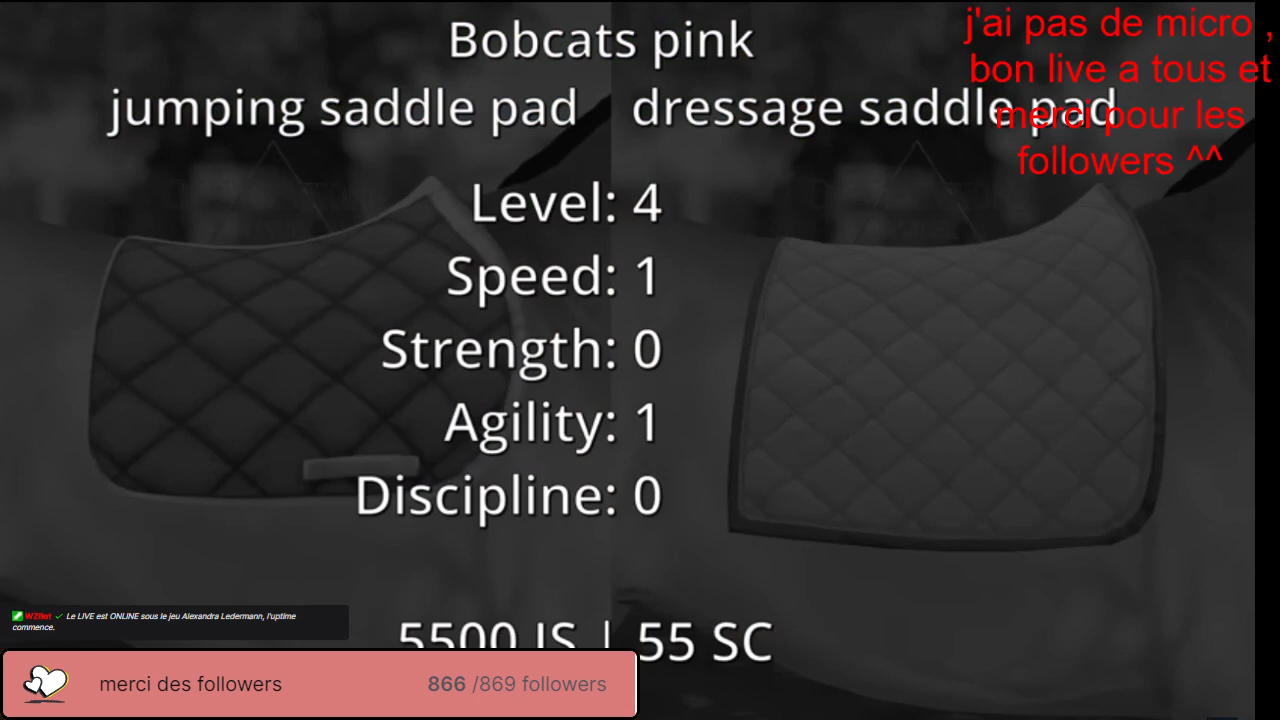 Bobcats pink
jumping saddle pad
dressage saddle pad
j'ai pas de micro ,
bon live a tous et
merci pour les
followers ^^
Level: 4
Speed: 1
Strength: 0
Agility: 1
Discipline: 0
5500 JS | 55 SC
WZBot ✓ Le LIVE est ONLINE sous le jeu Alexandra Ledermann, l'uptime
commence.
merci des followers
866 /869 followers